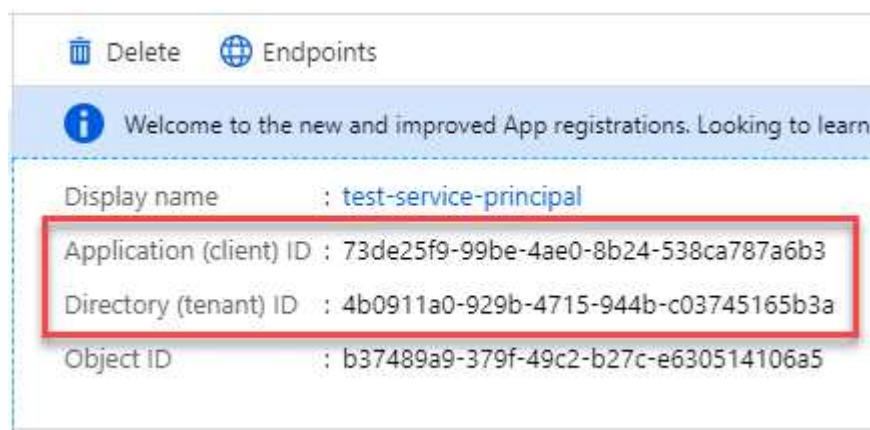 Delete Endpoints
Welcome to the new and improved App registrations. Looking to learn
Display name : test-service-principal
Application (client) ID : 73de25f9-99be-4ae0-8b24-538ca787a6b3
Directory (tenant) ID : 4b0911a0-929b-4715-944b-c03745165b3a
Object ID : b37489a9-379f-49c2-b27c-e630514106a5